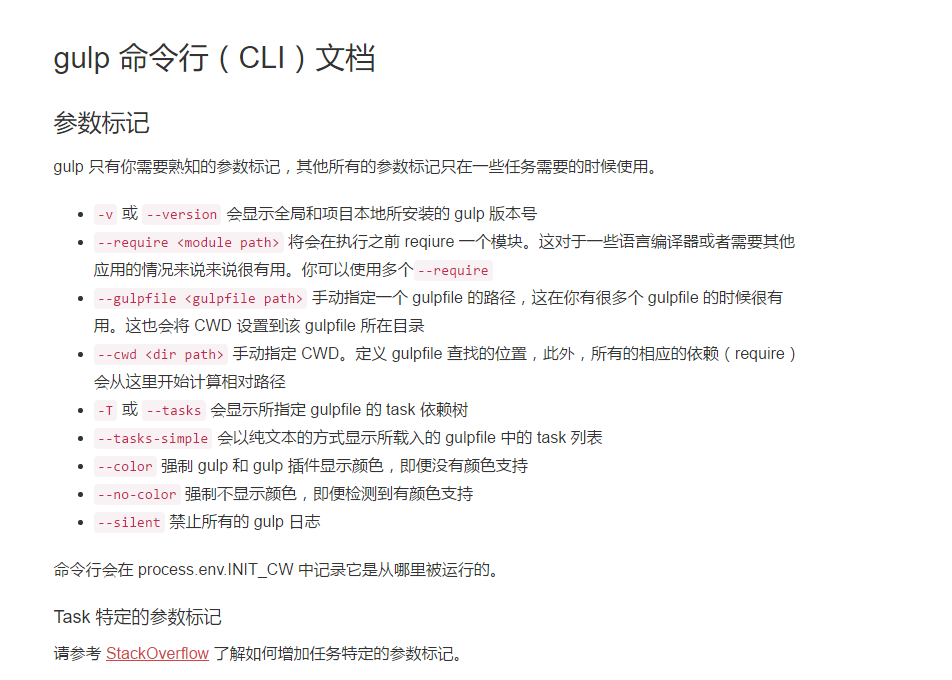 gulp 命令行（CLI）文档
参数标记
gulp 只有你需要熟知的参数标记，其他所有的参数标记只在一些任务需要的时候使用。
-v 或 --version 会显示全局和项目本地所安装的 gulp 版本号
--require <module path> 将会在执行之前 reqiure 一个模块。这对于一些语言编译器或者需要其他
应用的情况来说来说很有用。你可以使用多个 --require
--gulpfile <gulpfile path> 手动指定一个 gulpfile 的路径，这在你有很多个 gulpfile 的时候很有
用。这也会将 CWD 设置到该 gulpfile 所在目录
--cwd <dir path> 手动指定 CWD。定义 gulpfile 查找的位置，此外，所有的相应的依赖（require）
会从这里开始计算相对路径
-T 或 --tasks 会显示所指定 gulpfile 的 task 依赖树
--tasks-simple 会以纯文本的方式显示所载入的 gulpfile 中的 task 列表
--color 强制 gulp 和 gulp 插件显示颜色，即便没有颜色支持
--no-color 强制不显示颜色，即便检测到有颜色支持
--silent 禁止所有的 gulp 日志
命令行会在 process.env.INIT_CW 中记录它是从哪里被运行的。
Task 特定的参数标记
请参考 StackOverflow 了解如何增加任务特定的参数标记。